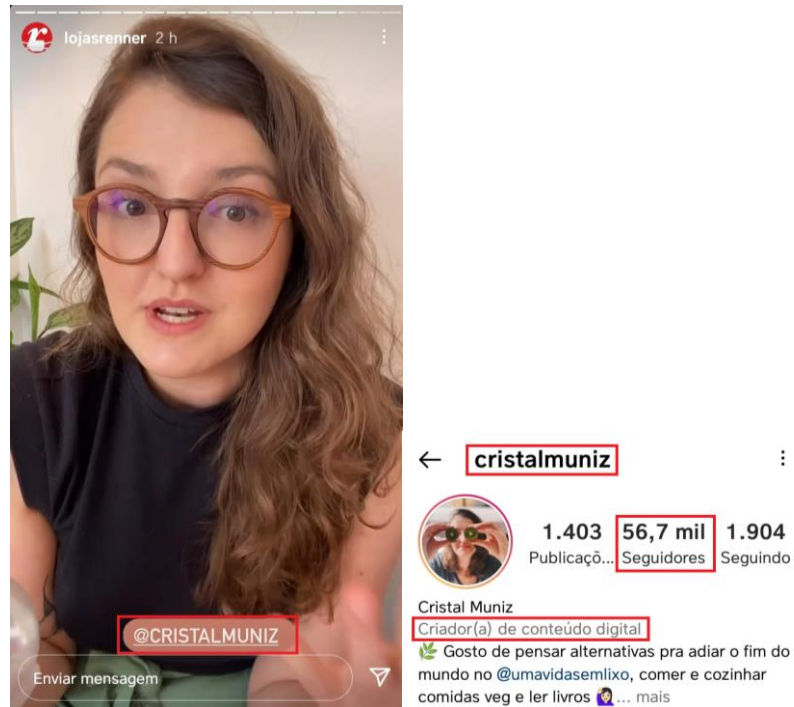 lojasrenner 2 h
@CRISTALMUNIZ
Enviar mensagem
cristalmuniz
1.403 56,7 mil 1.904
Publicaçõ... Seguidores Seguindo
Cristal Muniz
Criador(a) de conteúdo digital
🌿 Gosto de pensar alternativas pra adiar o fim do
mundo no @umavidasemlixo, comer e cozinhar
comidas veg e ler livros 🙋🏻‍♀️... mais